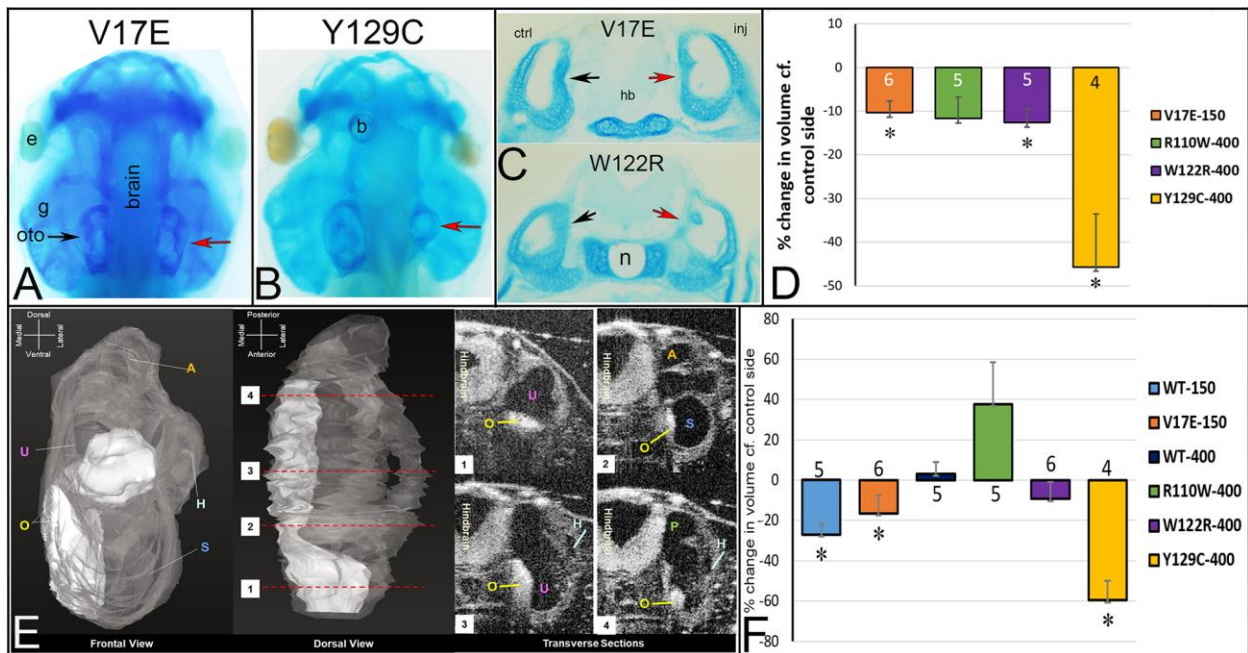 V17E
e
g
oto
brain
A
Y129C
b
B
V17E
ctrl
inj
hb
C
W122R
n
% change in volume cf.
control side
10
0
-10
-20
-30
-40
-50
6
5
5
4
*
*
*
D
V17E-150
R110W-400
W122R-400
Y129C-400
Dorsal
Medial
Lateral
Ventral
A
U
O
H
S
E
Frontal View
Posterior
Medial
Lateral
Anterior
4
3
2
1
Dorsal View
Hindbrain
U
O
1
Hindbrain
A
S
O
2
Hindbrain
H
O
U
3
Hindbrain
P
H
O
4
Transverse Sections
% change in volume cf. control side
80
60
40
20
0
-20
-40
-60
-80
5
6
5
5
6
4
*
*
*
F
WT-150
V17E-150
WT-400
R110W-400
W122R-400
Y129C-400